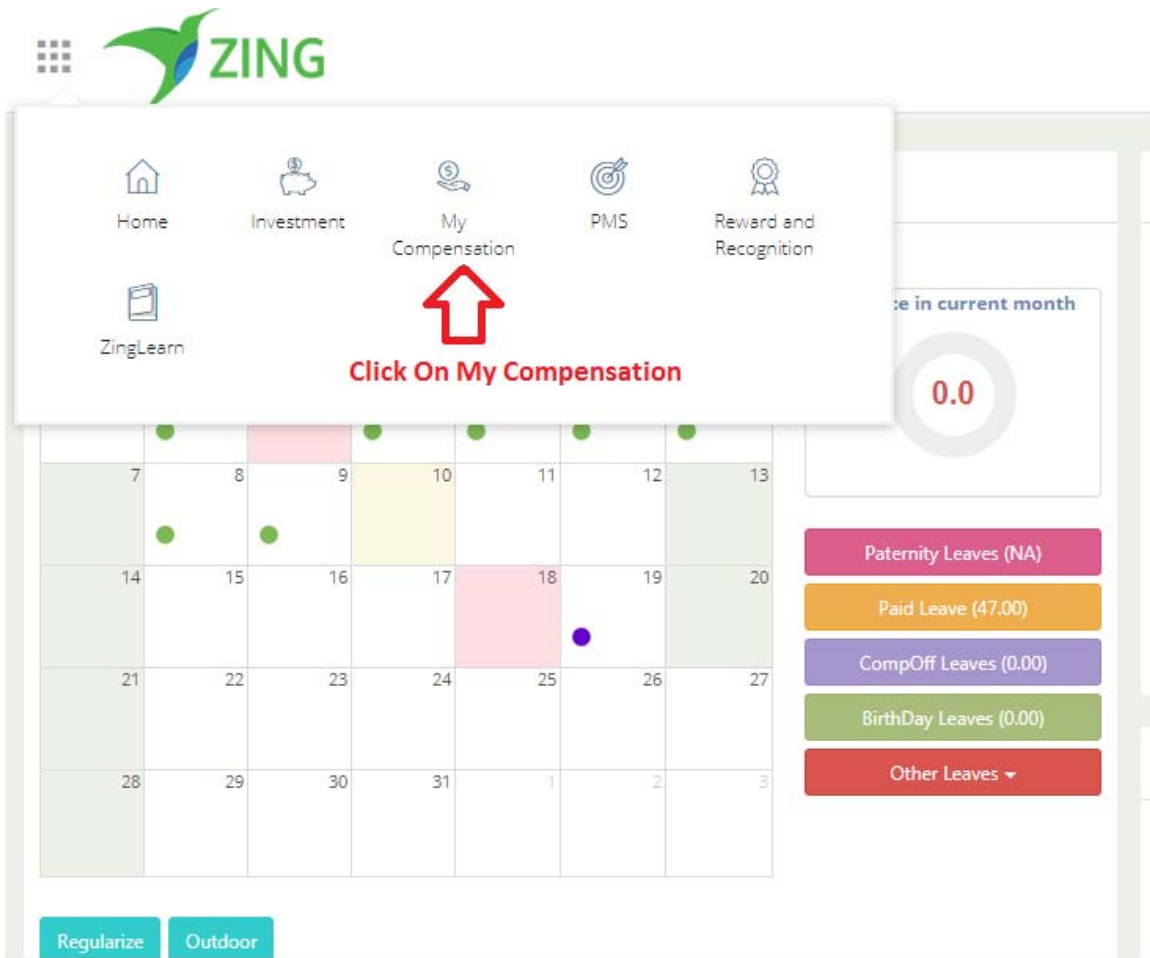 ZING
Home
Investment
My
Compensation
PMS
Reward and
Recognition
ZingLearn
Click On My Compensation
in current month
0.0
7 8 9 10 11 12 13
14 15 16 17 18 19 20
21 22 23 24 25 26 27
28 29 30 31 1 2 3
Paternity Leaves (NA)
Paid Leave (47.00)
CompOff Leaves (0.00)
BirthDay Leaves (0.00)
Other Leaves
Regularize
Outdoor